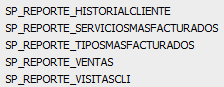 SP_REPORTE_HISTORIALCLIENTE
SP_REPORTE_SERVICIOSMASFACTURADOS
SP_REPORTE_TIPOSMASFACTURADOS
SP_REPORTE_VENTAS
SP_REPORTE_VISITASCLI